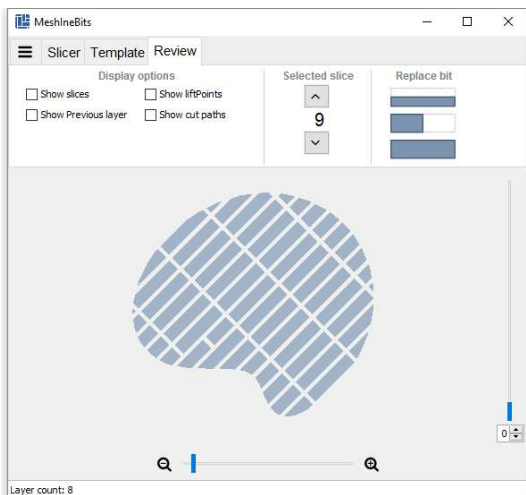 MeshIneBits
Slicer Template Review
Display options
Show slices
Show liftPoints
Show Previous layer
Show cut paths
Selected slice
9
Replace bit
0
Layer count: 8